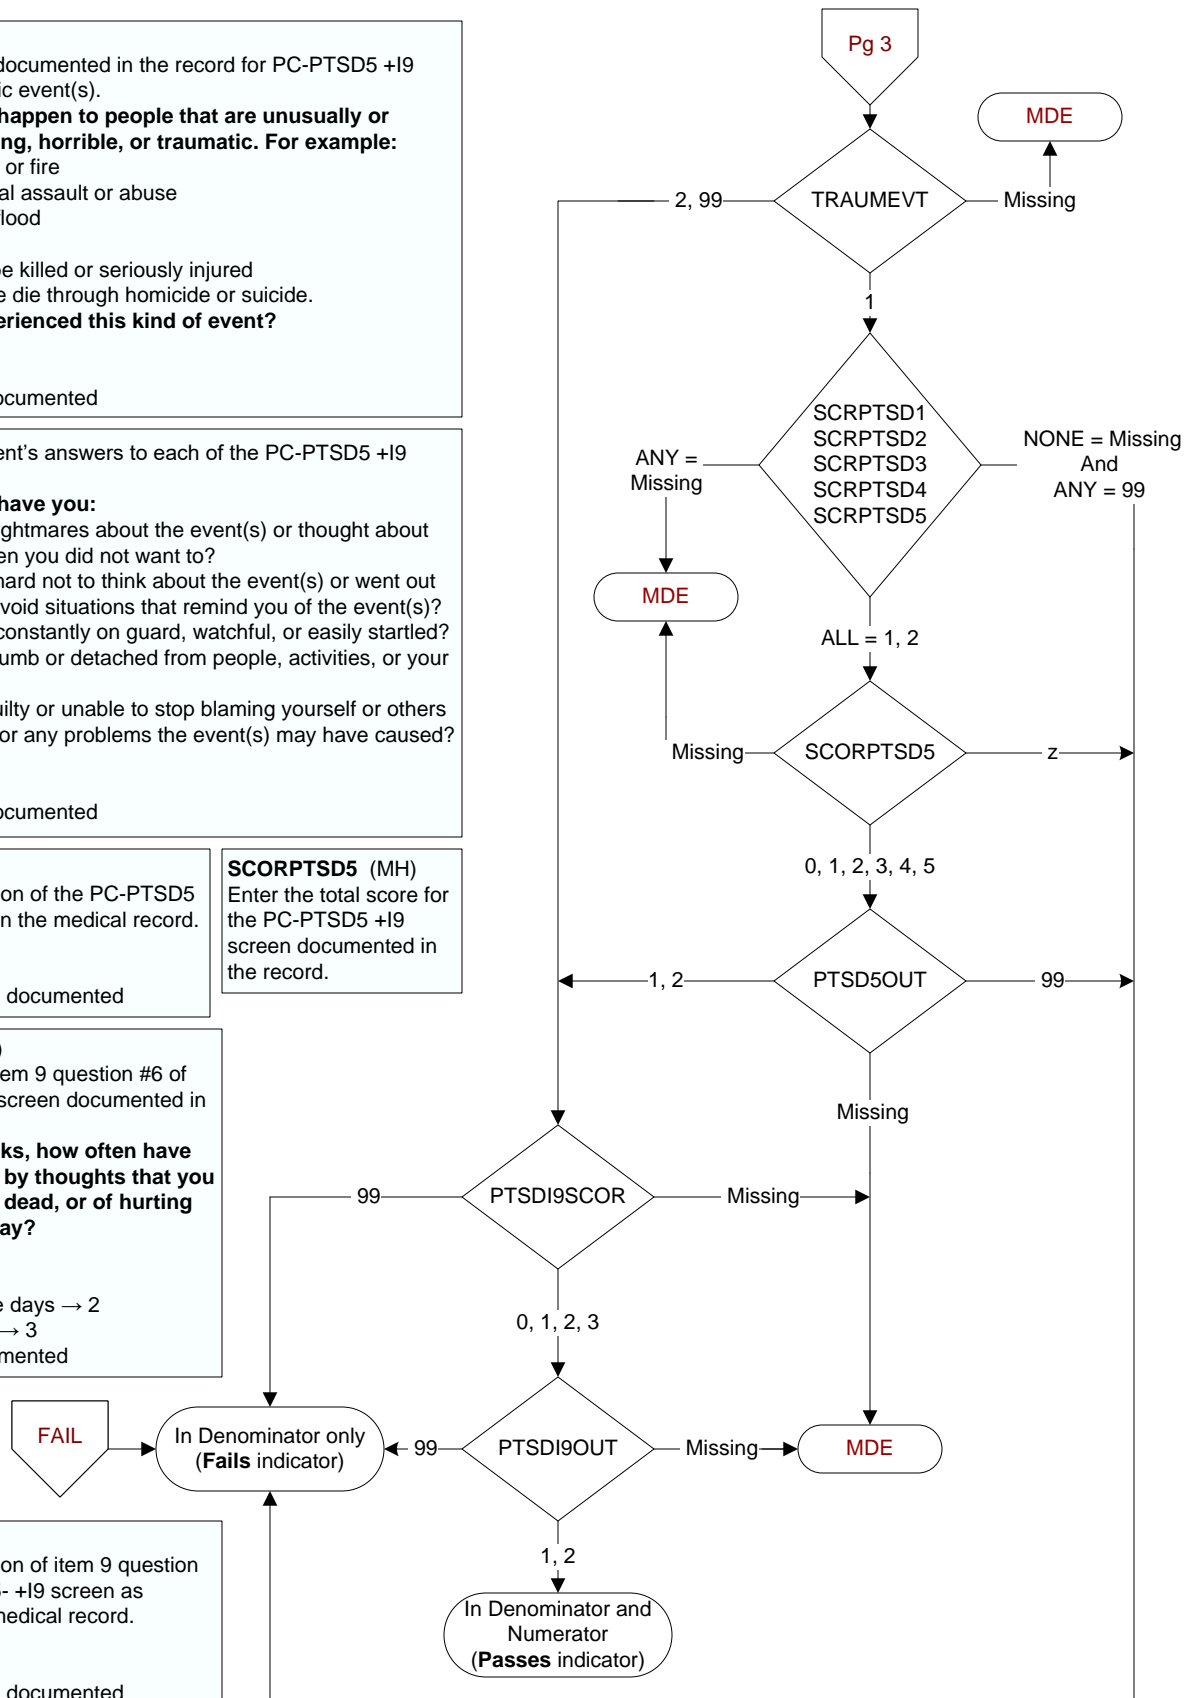 documented in the record for PC-PTSD5 +I9
ic event(s).
happen to people that are unusually or
ng, horrible, or traumatic. For example:
or fire
al assault or abuse
flood
be killed or seriously injured
e die through homicide or suicide.
erienced this kind of event?
ocumented
ent's answers to each of the PC-PTSD5 +I9
have you:
ightmares about the event(s) or thought about
en you did not want to?
hard not to think about the event(s) or went out
void situations that remind you of the event(s)?
constantly on guard, watchful, or easily startled?
umb or detached from people, activities, or your
uilty or unable to stop blaming yourself or others
or any problems the event(s) may have caused?
ocumented
on of the PC-PTSD5
n the medical record.
documented
SCORPTSD5 (MH)
Enter the total score for
the PC-PTSD5 +I9
screen documented in
the record.
)
em 9 question #6 of
screen documented in
ks, how often have
by thoughts that you
dead, or of hurting
ay?
e days → 2
→ 3
mented
on of item 9 question
5- +I9 screen as
medical record.
documented
Pg 3
MDE
TRAUMEVT
2, 99
Missing
1
SCRPTSD1
SCRPTSD2
SCRPTSD3
SCRPTSD4
SCRPTSD5
ANY =
Missing
NONE = Missing
And
ANY = 99
MDE
ALL = 1, 2
Missing
SCORPTSD5
z
0, 1, 2, 3, 4, 5
1, 2
PTSD5OUT
99
Missing
99
PTSDI9SCOR
Missing
0, 1, 2, 3
FAIL
In Denominator only
(Fails indicator)
99
PTSDI9OUT
Missing
MDE
1, 2
In Denominator and
Numerator
(Passes indicator)